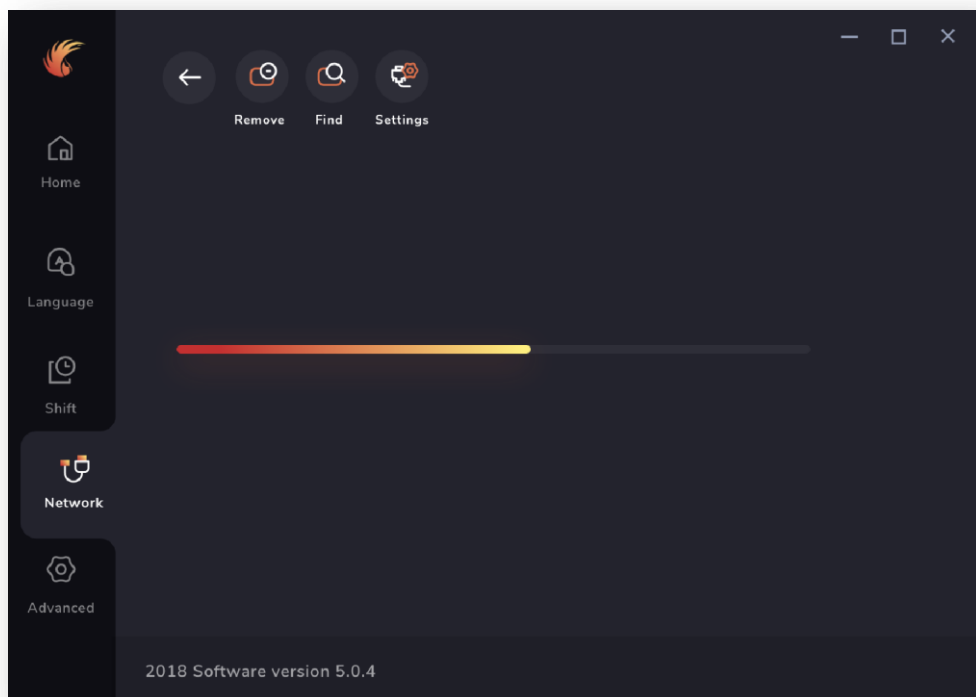 Remove Find Settings
Home
Language
Shift
Network
Advanced
2018 Software version 5.0.4